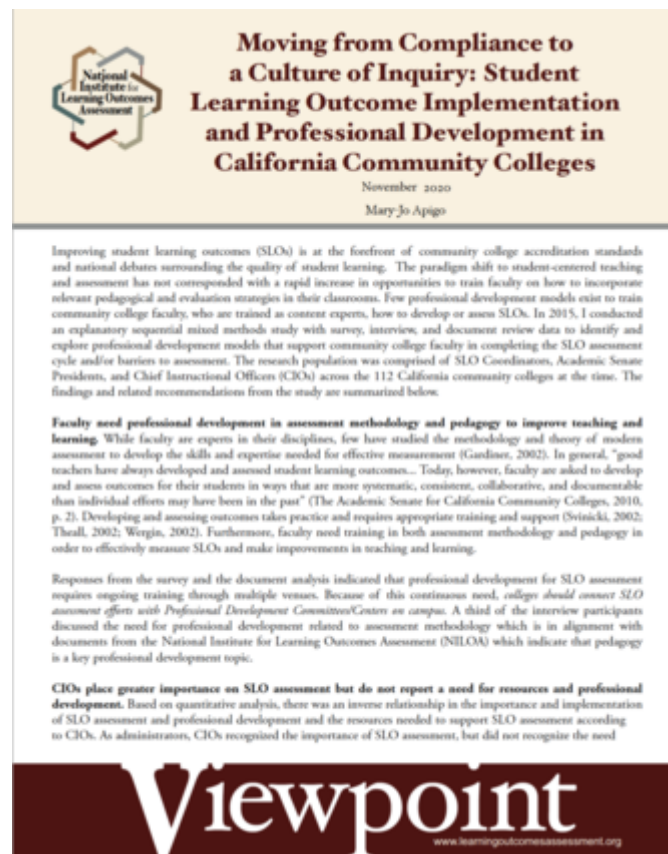 National
Institute for
Learning Outcomes
Assessment
Moving from Compliance to
a Culture of Inquiry: Student
Learning Outcome Implementation
and Professional Development in
California Community Colleges
November 2020
Mary-Jo Apigo
Improving student learning outcomes (SLOs) is at the forefront of community college accreditation standards
and national debates surrounding the quality of student learning. The paradigm shift to student-centered teaching
and assessment has not corresponded with a rapid increase in opportunities to train faculty on how to incorporate
relevant pedagogical and evaluation strategies in their classrooms. Few professional development models exist to train
community college faculty, who are trained as content experts, how to develop or assess SLOs. In 2015, I conducted
an explanatory sequential mixed methods study with survey, interview, and document review data to identify and
explore professional development models that support community college faculty in completing the SLO assessment
cycle and/or barriers to assessment. The research population was comprised of SLO Coordinators, Academic Senate
Presidents, and Chief Instructional Officers (CIOs) across the 112 California community colleges at the time. The
findings and related recommendations from the study are summarized below.
Faculty need professional development in assessment methodology and pedagogy to improve teaching and
learning. While faculty are experts in their disciplines, few have studied the methodology and theory of modern
assessment to develop the skills and expertise needed for effective measurement (Gardiner, 2002). In general, "good
teachers have always developed and assessed student learning outcomes... Today, however, faculty are asked to develop
and assess outcomes for their students in ways that are more systematic, consistent, collaborative, and documentable
than individual efforts may have been in the past" (The Academic Senate for California Community Colleges, 2010,
p. 2). Developing and assessing outcomes takes practice and requires appropriate training and support (Svinicki, 2002;
Theall, 2002; Wergin, 2002). Furthermore, faculty need training in both assessment methodology and pedagogy in
order to effectively measure SLOs and make improvements in teaching and learning.
Responses from the survey and the document analysis indicated that professional development for SLO assessment
requires ongoing training through multiple venues. Because of this continuous need, colleges should connect SLO
assessment efforts with Professional Development Committees/Centers on campus. A third of the interview participants
discussed the need for professional development related to assessment methodology which is in alignment with
documents from the National Institute for Learning Outcomes Assessment (NILOA) which indicate that pedagogy
is a key professional development topic.
CIOs place greater importance on SLO assessment but do not report a need for resources and professional
development. Based on quantitative analysis, there was an inverse relationship in the importance and implementation
of SLO assessment and professional development and the resources needed to support SLO assessment according
to CIOs. As administrators, CIOs recognized the importance of SLO assessment, but did not recognize the need
Viewpoint
www.learningoutcomesassessment.org